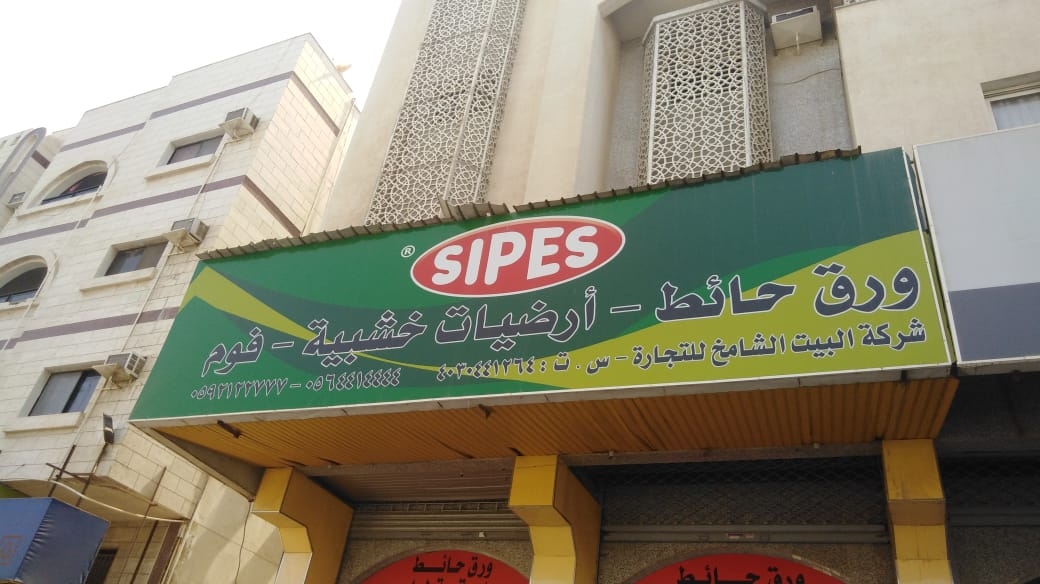 SIPES ®
ورق حائط - أرضيات خشبية - فوم
شركة البيت الشامخ للتجارة - س . ت : ٤٠٣٠٤٤١٢٦٤
٠٥٦٤٤١٤٤٤٤ - ٠٥٩٢١٢٢٧٧٧
ورق حائط
ورق حائط